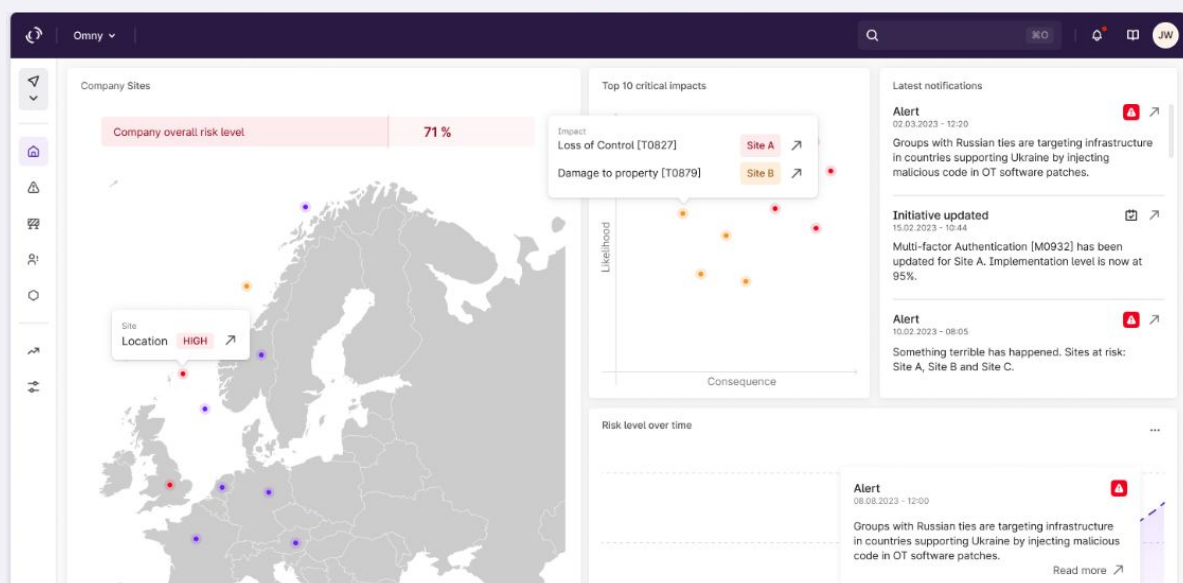 Omny
⌘O
JW
Company Sites
Company overall risk level 71 %
Site
Location HIGH
Top 10 critical impacts
Impact
Loss of Control [T0827] Site A
Damage to property [T0879] Site B
Likelihood
Consequence
Latest notifications
Alert
02.03.2023 - 12:20
Groups with Russian ties are targeting infrastructure
in countries supporting Ukraine by injecting
malicious code in OT software patches.
Initiative updated
15.02.2023 - 10:44
Multi-factor Authentication [M0932] has been
updated for Site A. Implementation level is now at
95%.
Alert
10.02.2023 - 08:05
Something terrible has happened. Sites at risk:
Site A, Site B and Site C.
Risk level over time
...
Alert
08.08.2023 - 12:00
Groups with Russian ties are targeting infrastructure
in countries supporting Ukraine by injecting malicious
code in OT software patches.
Read more